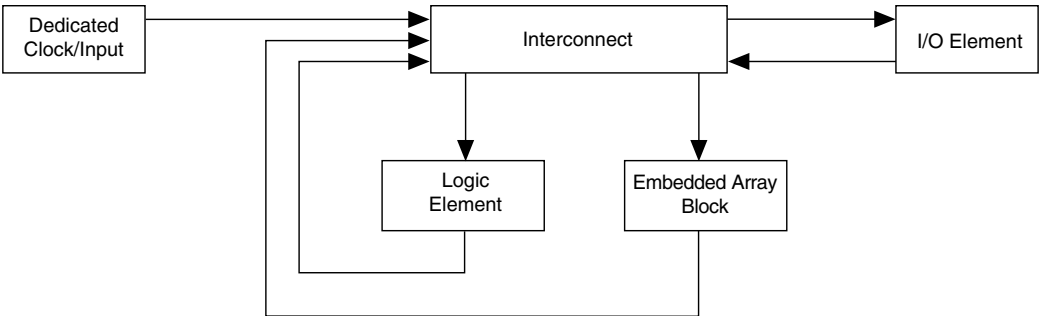 Dedicated
Clock/Input
Interconnect
I/O Element
Logic
Element
Embedded Array
Block